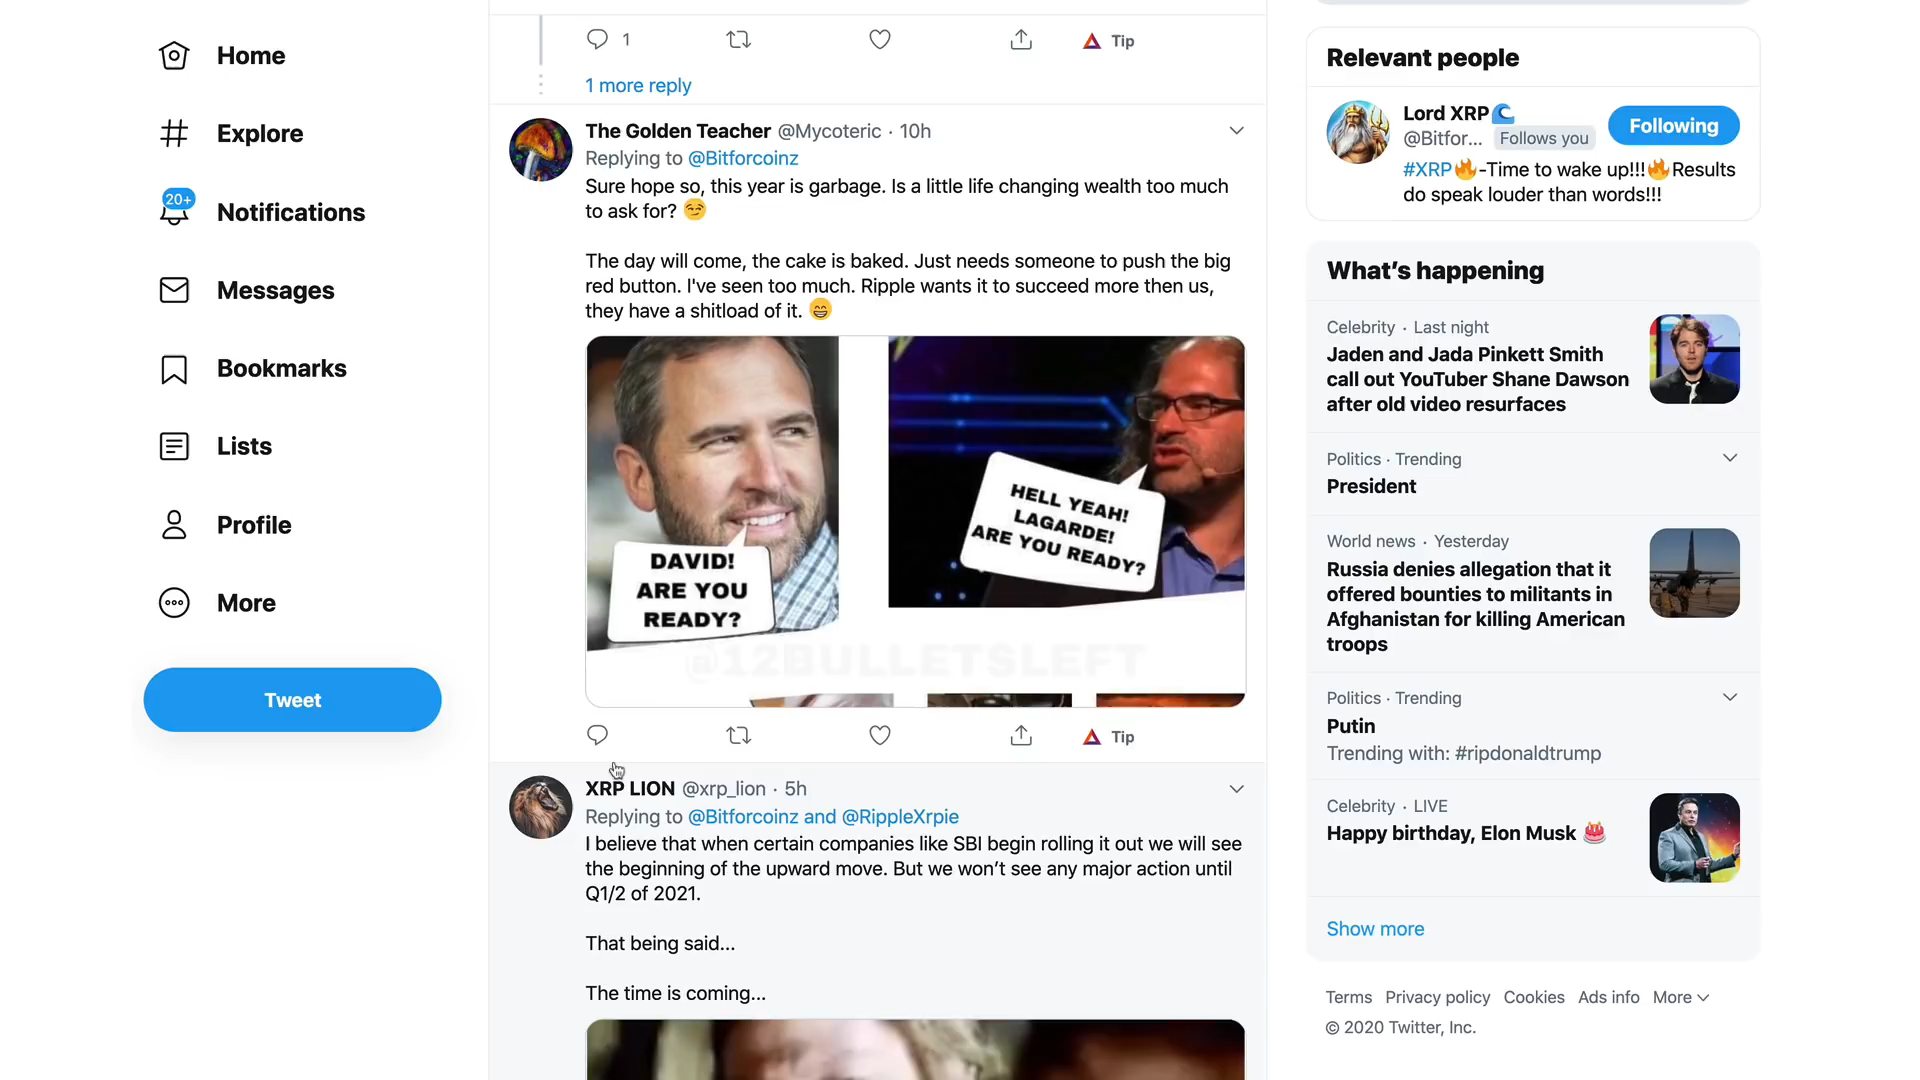 Home
Explore
20+
Notifications
Messages
Bookmarks
Lists
Profile
More
Tweet
1
Tip
1 more reply
The Golden Teacher @Mycoteric · 10h
Replying to @Bitforcoinz
Sure hope so, this year is garbage. Is a little life changing wealth too much
to ask for? 😏
The day will come, the cake is baked. Just needs someone to push the big
red button. I've seen too much. Ripple wants it to succeed more then us,
they have a shitload of it. 😁
DAVID!
ARE YOU
READY?
HELL YEAH!
LAGARDE!
ARE YOU READY?
@12BULLETSLEFT
Tip
XRP LION @xrp_lion · 5h
Replying to @Bitforcoinz and @RippleXrpie
I believe that when certain companies like SBI begin rolling it out we will see
the beginning of the upward move. But we won’t see any major action until
Q1/2 of 2021.
That being said...
The time is coming...
Relevant people
Lord XRP🌊
@Bitfor... Follows you
Following
#XRP🔥-Time to wake up!!!🔥Results
do speak louder than words!!!
What’s happening
Celebrity · Last night
Jaden and Jada Pinkett Smith
call out YouTuber Shane Dawson
after old video resurfaces
Politics · Trending
President
World news · Yesterday
Russia denies allegation that it
offered bounties to militants in
Afghanistan for killing American
troops
Politics · Trending
Putin
Trending with: #ripdonaldtrump
Celebrity · LIVE
Happy birthday, Elon Musk 🎂
Show more
Terms Privacy policy Cookies Ads info More
© 2020 Twitter, Inc.